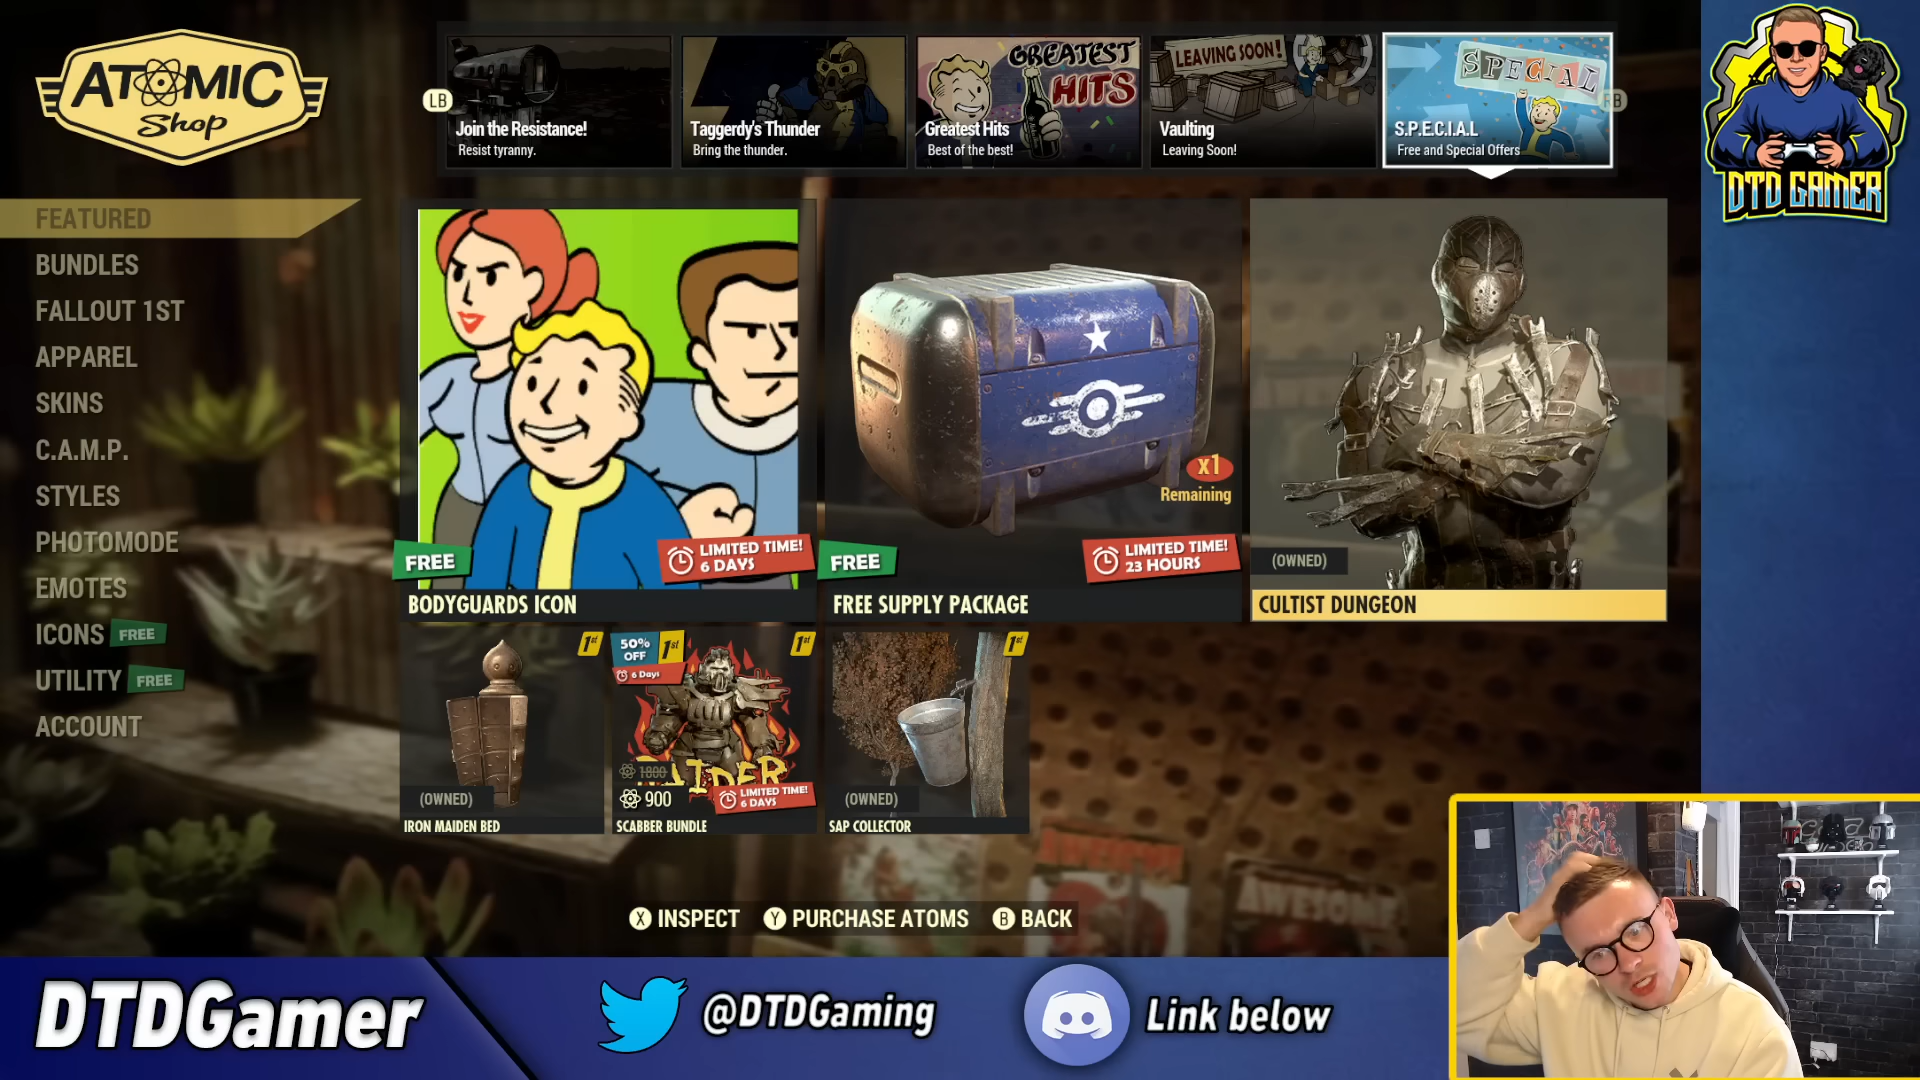 ATOMIC
Shop
LB
Join the Resistance!
Resist tyranny.
Taggerdy's Thunder
Bring the thunder.
GREATEST
HITS
Greatest Hits
Best of the best!
LEAVING SOON!
Vaulting
Leaving Soon!
SPECIAL
S.P.E.C.I.A.L
Free and Special Offers
RB
DTD GAMER
FEATURED
BUNDLES
FALLOUT 1ST
APPAREL
SKINS
C.A.M.P.
STYLES
PHOTOMODE
EMOTES
ICONS FREE
UTILITY FREE
ACCOUNT
FREE
LIMITED TIME!
6 DAYS
BODYGUARDS ICON
x1
Remaining
FREE
LIMITED TIME!
23 HOURS
FREE SUPPLY PACKAGE
(OWNED)
CULTIST DUNGEON
1st
(OWNED)
IRON MAIDEN BED
50%
OFF
1st
6 Days
1st
RAIDER
1800
900
LIMITED TIME!
6 DAYS
SCABBER BUNDLE
1st
(OWNED)
SAP COLLECTOR
AWESOME
X INSPECT
Y PURCHASE ATOMS
B BACK
DTDGamer
@DTDGaming
Link below